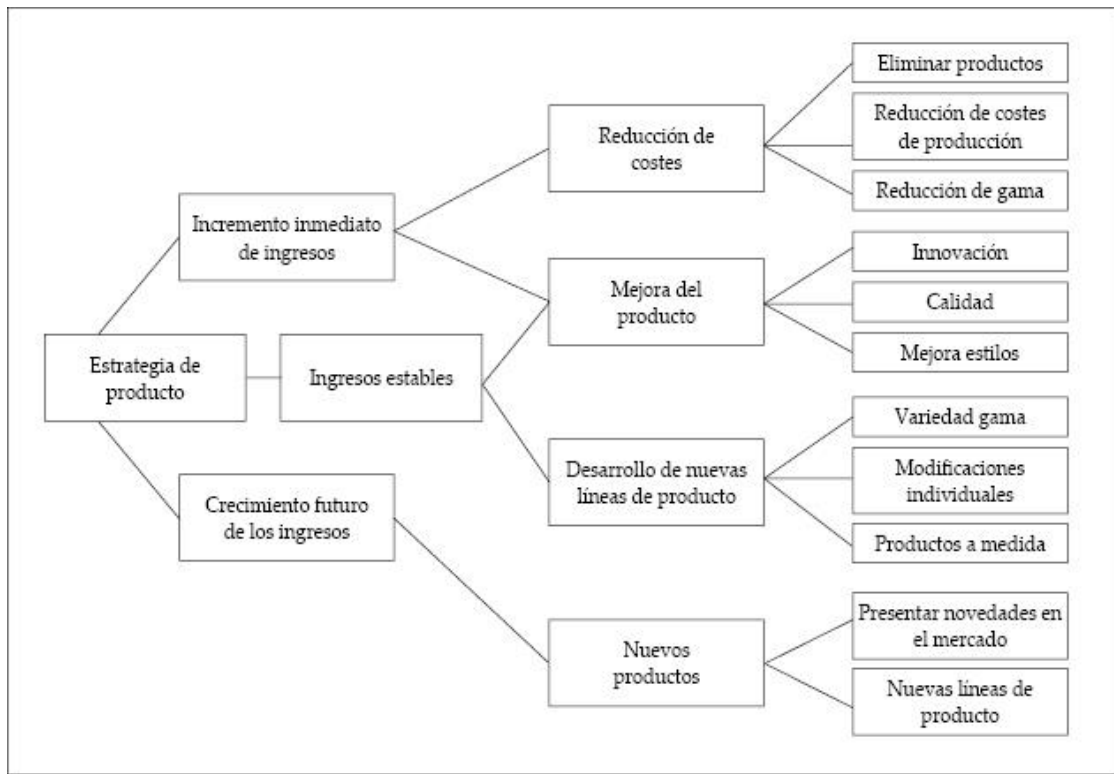 Estrategia de
producto
Incremento inmediato
de ingresos
Ingresos estables
Crecimiento futuro
de los ingresos
Reducción de
costes
Mejora del
producto
Desarrollo de nuevas
líneas de producto
Nuevos
productos
Eliminar productos
Reducción de costes
de producción
Reducción de gama
Innovación
Calidad
Mejora estilos
Variedad gama
Modificaciones
individuales
Productos a medida
Presentar novedades en
el mercado
Nuevas líneas de
producto